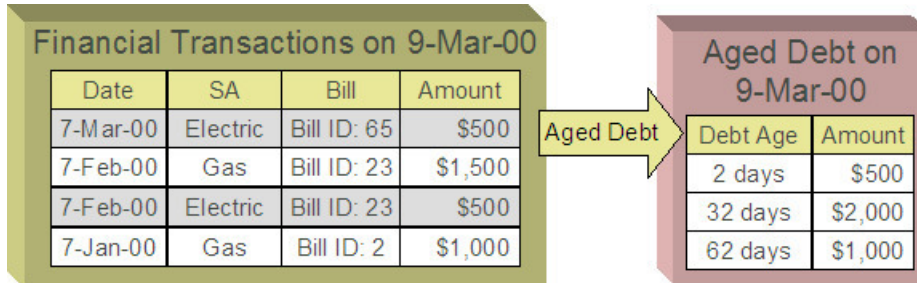 Financial Transactions on 9-Mar-00
Date SA Bill Amount
7-Mar-00 Electric Bill ID: 65 $500
7-Feb-00 Gas Bill ID: 23 $1,500
7-Feb-00 Electric Bill ID: 23 $500
7-Jan-00 Gas Bill ID: 2 $1,000
Aged Debt
Aged Debt on
9-Mar-00
Debt Age Amount
2 days $500
32 days $2,000
62 days $1,000